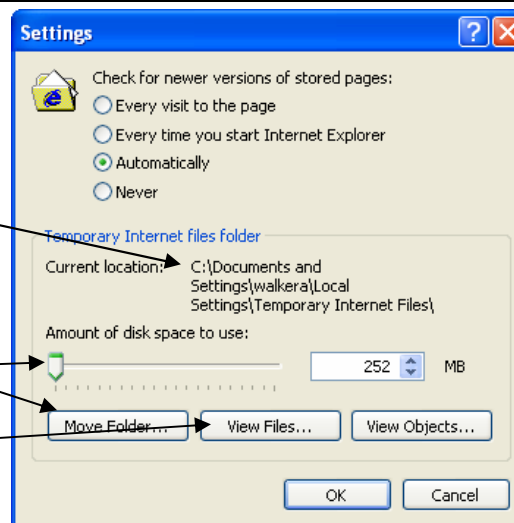 Settings
Check for newer versions of stored pages:
Every visit to the page
Every time you start Internet Explorer
Automatically
Never
Temporary Internet files folder
Current location: C:\Documents and
Settings\walkera\Local
Settings\Temporary Internet Files\
Amount of disk space to use:
252 MB
Move Folder... View Files... View Objects...
OK Cancel